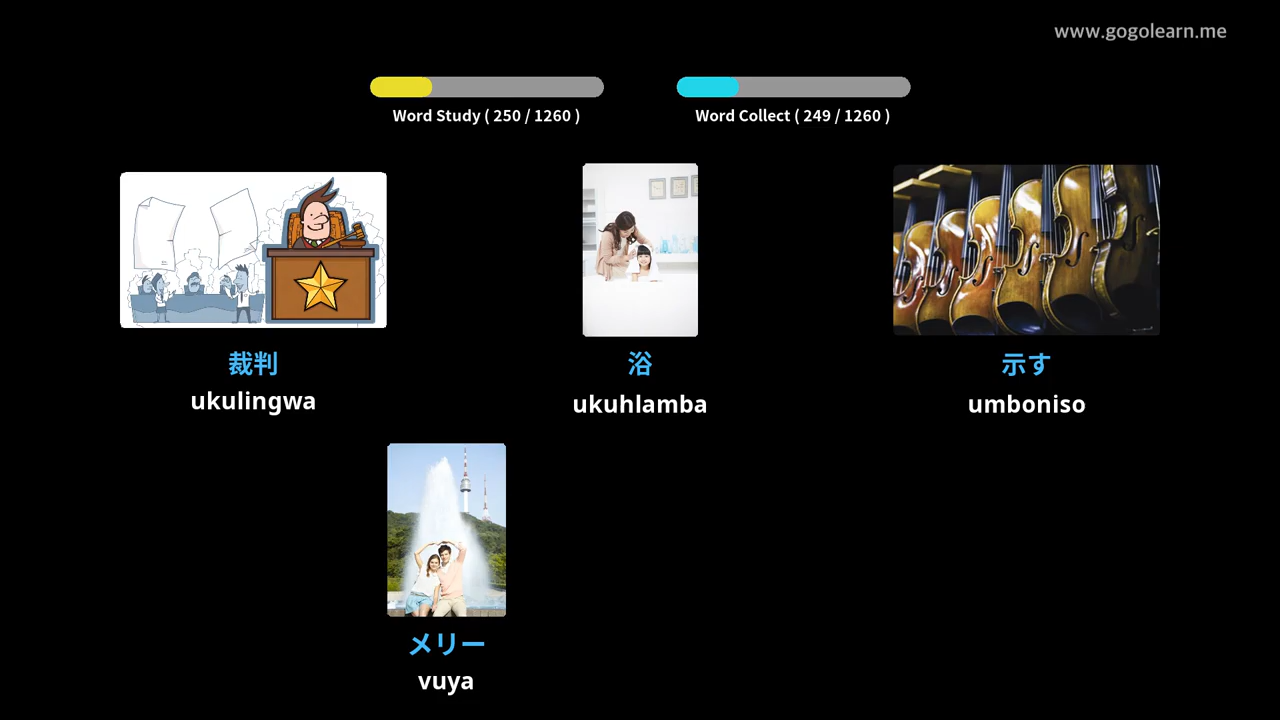 www.gogolearn.me
Word Study ( 250 / 1260 )
Word Collect ( 249 / 1260 )
裁判
ukulingwa
浴
ukuhlamba
示す
umboniso
メリー
vuya